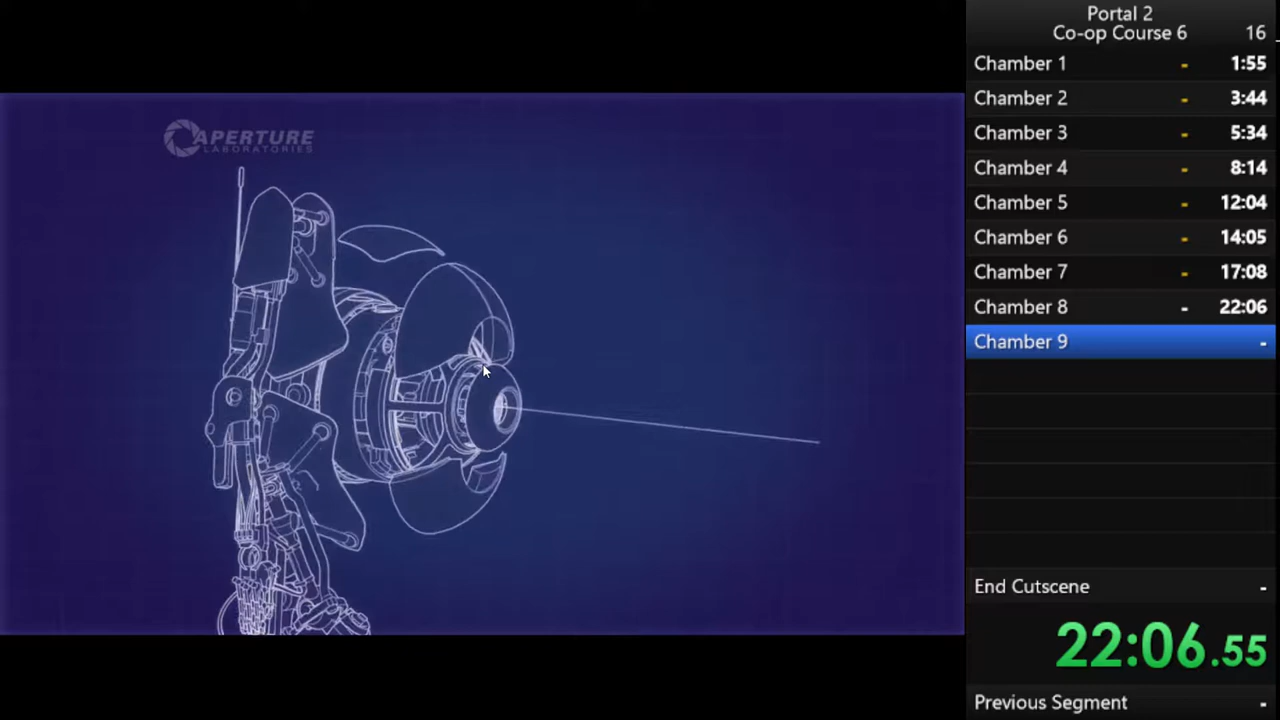 APERTURE
LABORATORIES
Portal 2
Co-op Course 6 16
Chamber 1 - 1:55
Chamber 2 - 3:44
Chamber 3 - 5:34
Chamber 4 - 8:14
Chamber 5 - 12:04
Chamber 6 - 14:05
Chamber 7 - 17:08
Chamber 8 - 22:06
Chamber 9 -
End Cutscene -
22:06.55
Previous Segment -